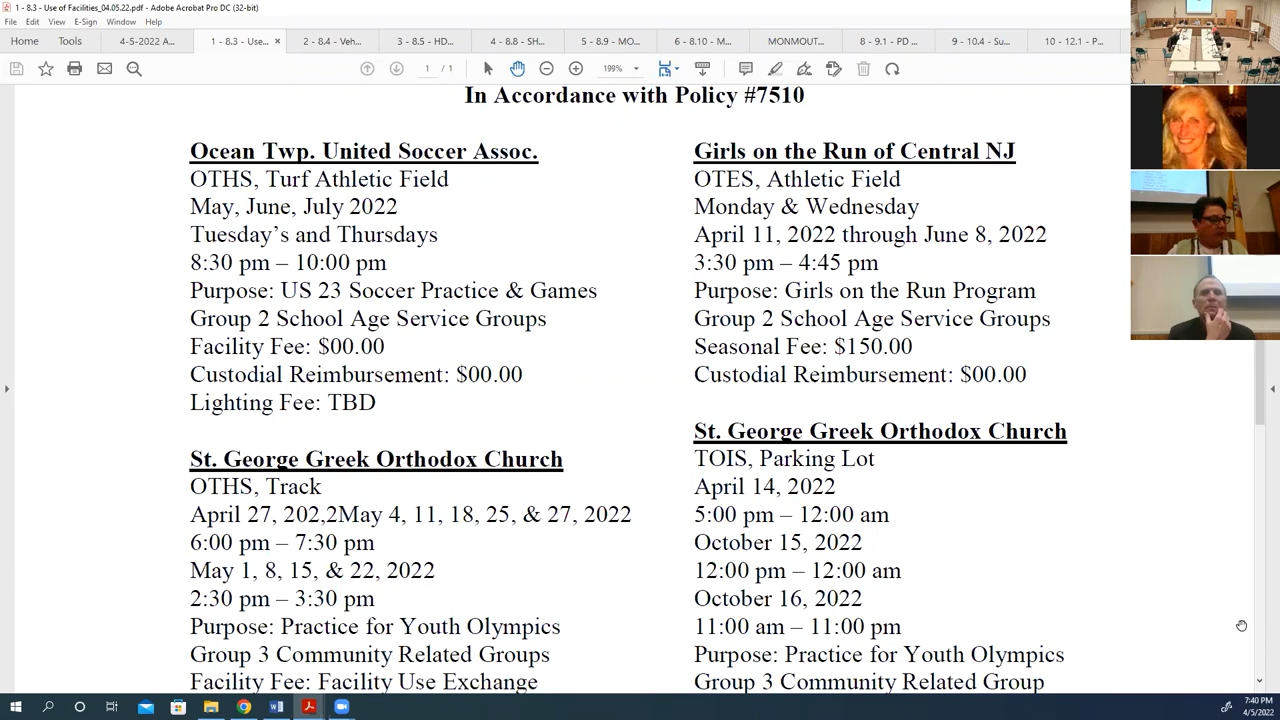 1 - 8.3 - Use of Facilities_04.05.22.pdf - Adobe Acrobat Pro DC (32-bit)
File Edit View E-Sign Window Help
Home Tools 4-5-2022 A... 1 - 8.3 - Use... × 2 - 8.4 - Veh... 3 - 8.5 - HD... 4 - 8.8 - SH... 5 - 8.9 - MO... 6 - 8.10 - M... MONMOUT... 8 - 9.1 - PD ... 9 - 10.4 - Su... 10 - 12.1 - P...
1 / 1 199%
In Accordance with Policy #7510
Ocean Twp. United Soccer Assoc.
OTHS, Turf Athletic Field
May, June, July 2022
Tuesday's and Thursdays
8:30 pm – 10:00 pm
Purpose: US 23 Soccer Practice & Games
Group 2 School Age Service Groups
Facility Fee: $00.00
Custodial Reimbursement: $00.00
Lighting Fee: TBD
St. George Greek Orthodox Church
OTHS, Track
April 27, 202,2May 4, 11, 18, 25, & 27, 2022
6:00 pm – 7:30 pm
May 1, 8, 15, & 22, 2022
2:30 pm – 3:30 pm
Purpose: Practice for Youth Olympics
Group 3 Community Related Groups
Facility Fee: Facility Use Exchange
Girls on the Run of Central NJ
OTES, Athletic Field
Monday & Wednesday
April 11, 2022 through June 8, 2022
3:30 pm – 4:45 pm
Purpose: Girls on the Run Program
Group 2 School Age Service Groups
Seasonal Fee: $150.00
Custodial Reimbursement: $00.00
St. George Greek Orthodox Church
TOIS, Parking Lot
April 14, 2022
5:00 pm – 12:00 am
October 15, 2022
12:00 pm – 12:00 am
October 16, 2022
11:00 am – 11:00 pm
Purpose: Practice for Youth Olympics
Group 3 Community Related Group
7:40 PM
4/5/2022